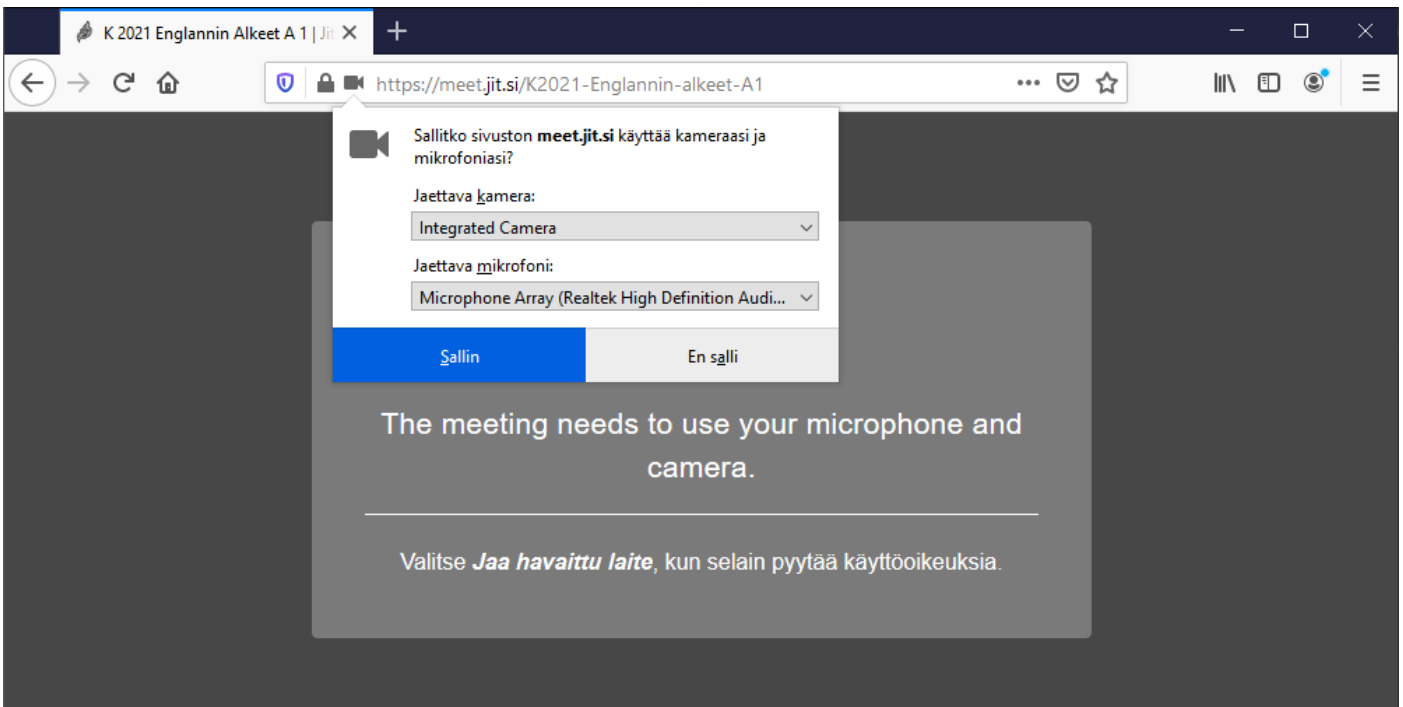 K 2021 Englannin Alkeet A 1 | Jit
https://meet.jit.si/K2021-Englannin-alkeet-A1
Sallitko sivuston meet.jit.si käyttää kameraasi ja
mikrofoniasi?
Jaettava kamera:
Integrated Camera
Jaettava mikrofoni:
Microphone Array (Realtek High Definition Audi...
Sallin
En salli
The meeting needs to use your microphone and
camera.
Valitse Jaa havaittu laite, kun selain pyytää käyttöoikeuksia.